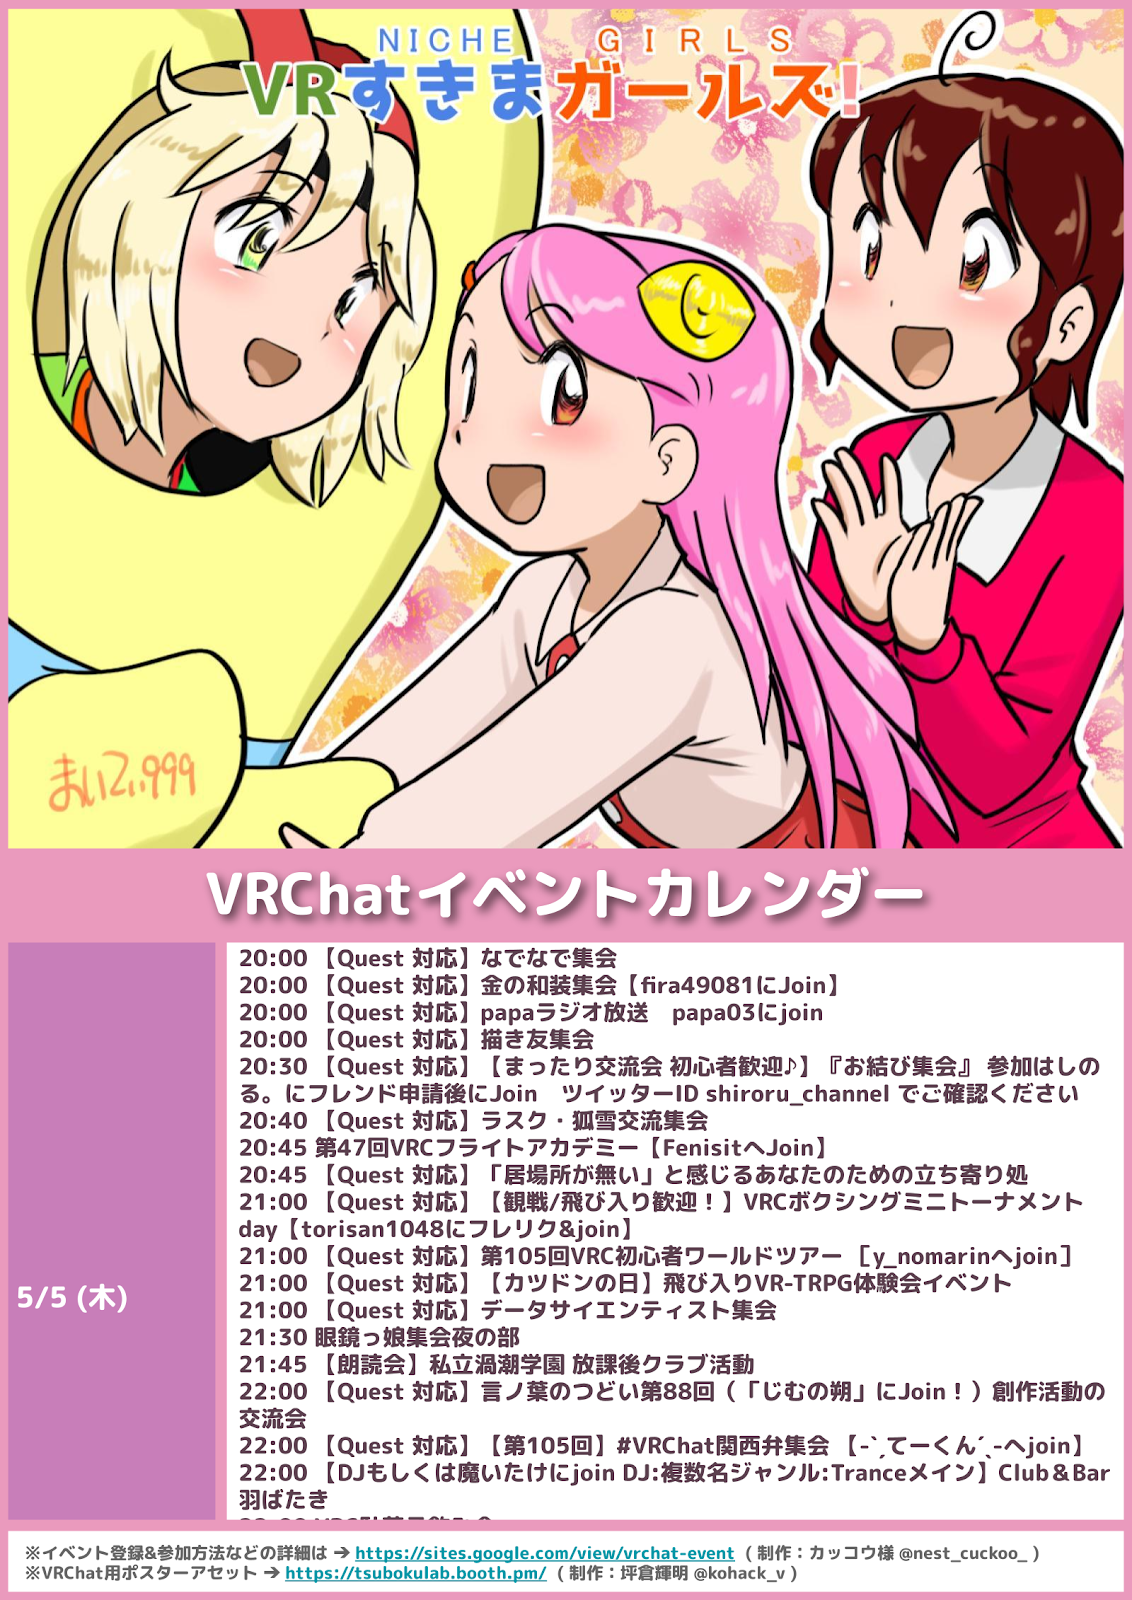 NICHE GIRLS
VRすきまガールズ!
まいてぃ999
VRChatイベントカレンダー
5/5 (木)
20:00 【Quest 対応】なでなで集会
20:00 【Quest 対応】金の和装集会【fira49081にJoin】
20:00 【Quest 対応】papaラジオ放送　papa03にjoin
20:00 【Quest 対応】描き友集会
20:30 【Quest 対応】【まったり交流会 初心者歓迎♪】『お結び集会』 参加はしの
る。にフレンド申請後にJoin　ツイッターID shiroru_channel でご確認ください
20:40 【Quest 対応】ラスク・狐雪交流集会
20:45 第47回VRCフライトアカデミー【FenisitへJoin】
20:45 【Quest 対応】「居場所が無い」と感じるあなたのための立ち寄り処
21:00 【Quest 対応】【観戦/飛び入り歓迎！】VRCボクシングミニトーナメント
day【torisan1048にフレリク&join】
21:00 【Quest 対応】第105回VRC初心者ワールドツアー ［y_nomarinへjoin］
21:00 【Quest 対応】【カツドンの日】飛び入りVR-TRPG体験会イベント
21:00 【Quest 対応】データサイエンティスト集会
21:30 眼鏡っ娘集会夜の部
21:45 【朗読会】私立渦潮学園 放課後クラブ活動
22:00 【Quest 対応】言ノ葉のつどい第88回（「じむの朔」にJoin！）創作活動の
交流会
22:00 【Quest 対応】【第105回】#VRChat関西弁集会 【-ˋˏてーくんˊˎ-へjoin】
22:00 【DJもしくは魔いたけにjoin DJ:複数名ジャンル:Tranceメイン】Club＆Bar
羽ばたき
※イベント登録&参加方法などの詳細は ➔ https://sites.google.com/view/vrchat-event ( 制作：カッコウ様 @nest_cuckoo_ )
※VRChat用ポスターアセット ➔ https://tsubokulab.booth.pm/ ( 制作：坪倉輝明 @kohack_v )